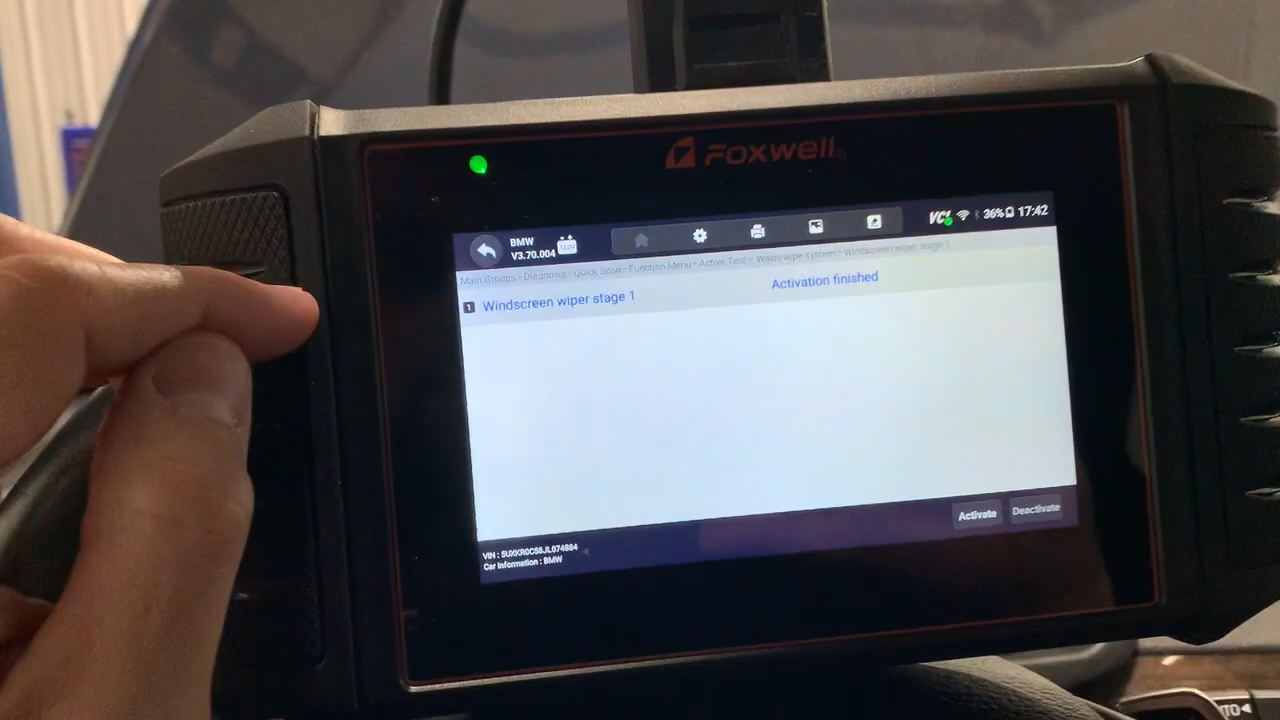 FOXWELL
BMW
V3.70.004
VCI
36%
17:42
Main Groups > Diagnosis > Quick Scan > Function Menu > Active Test > Wash/wipe system > Windscreen wiper stage 1
1 Windscreen wiper stage 1
Activation finished
Activate
Deactivate
VIN :
Car Information : BMW